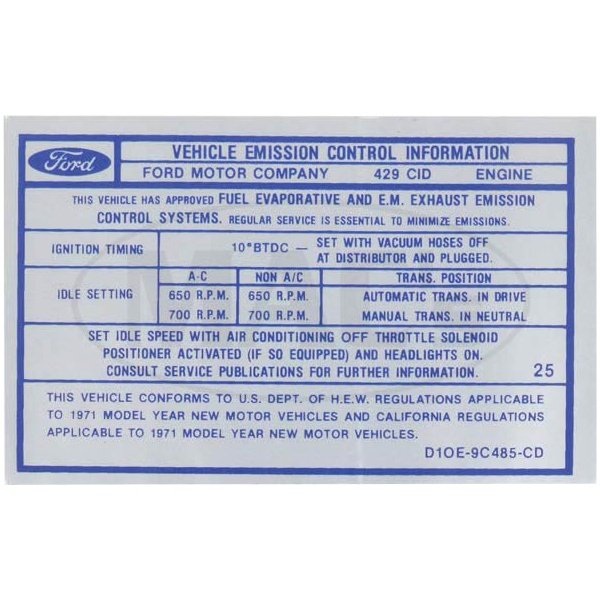 Ford
VEHICLE EMISSION CONTROL INFORMATION
FORD MOTOR COMPANY 429 CID ENGINE
THIS VEHICLE HAS APPROVED FUEL EVAPORATIVE AND E.M. EXHAUST EMISSION
CONTROL SYSTEMS. REGULAR SERVICE IS ESSENTIAL TO MINIMIZE EMISSIONS.
IGNITION TIMING 10°BTDC – SET WITH VACUUM HOSES OFF
AT DISTRIBUTOR AND PLUGGED.
A-C NON A/C TRANS. POSITION
IDLE SETTING 650 R.P.M. 650 R.P.M. AUTOMATIC TRANS. IN DRIVE
700 R.P.M. 700 R.P.M. MANUAL TRANS. IN NEUTRAL
SET IDLE SPEED WITH AIR CONDITIONING OFF THROTTLE SOLENOID
POSITIONER ACTIVATED (IF SO EQUIPPED) AND HEADLIGHTS ON.
CONSULT SERVICE PUBLICATIONS FOR FURTHER INFORMATION. 25
THIS VEHICLE CONFORMS TO U.S. DEPT. OF H.E.W. REGULATIONS APPLICABLE
TO 1971 MODEL YEAR NEW MOTOR VEHICLES AND CALIFORNIA REGULATIONS
APPLICABLE TO 1971 MODEL YEAR NEW MOTOR VEHICLES.
D1OE-9C485-CD